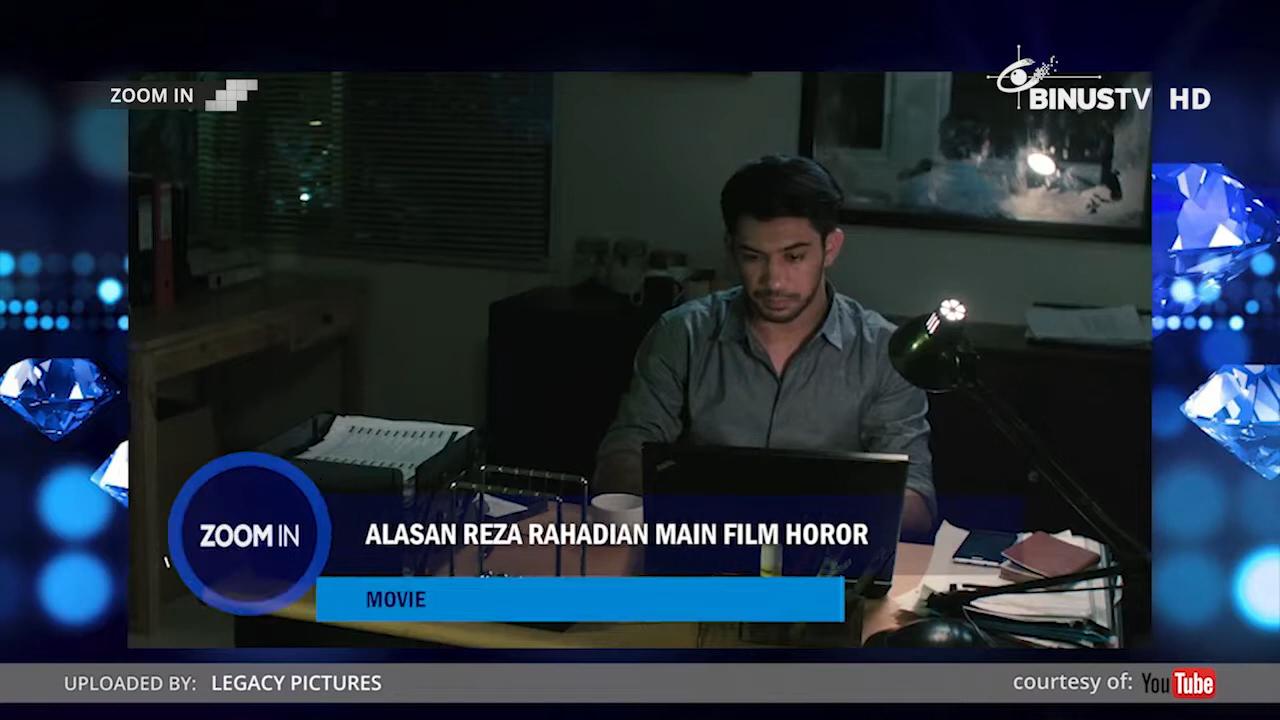 ZOOM IN
BINUSTV HD
ZOOM IN
ALASAN REZA RAHADIAN MAIN FILM HOROR
MOVIE
UPLOADED BY: LEGACY PICTURES
courtesy of: YouTube